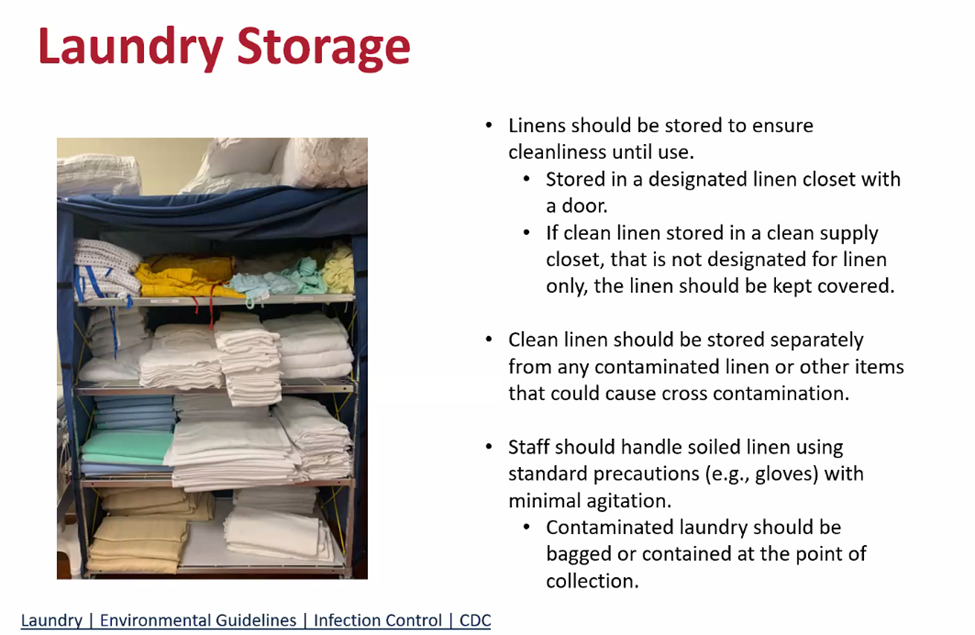 Laundry Storage
• Linens should be stored to ensure
cleanliness until use.
• Stored in a designated linen closet with
a door.
• If clean linen stored in a clean supply
closet, that is not designated for linen
only, the linen should be kept covered.
• Clean linen should be stored separately
from any contaminated linen or other items
that could cause cross contamination.
• Staff should handle soiled linen using
standard precautions (e.g., gloves) with
minimal agitation.
• Contaminated laundry should be
bagged or contained at the point of
collection.
Laundry | Environmental Guidelines | Infection Control | CDC